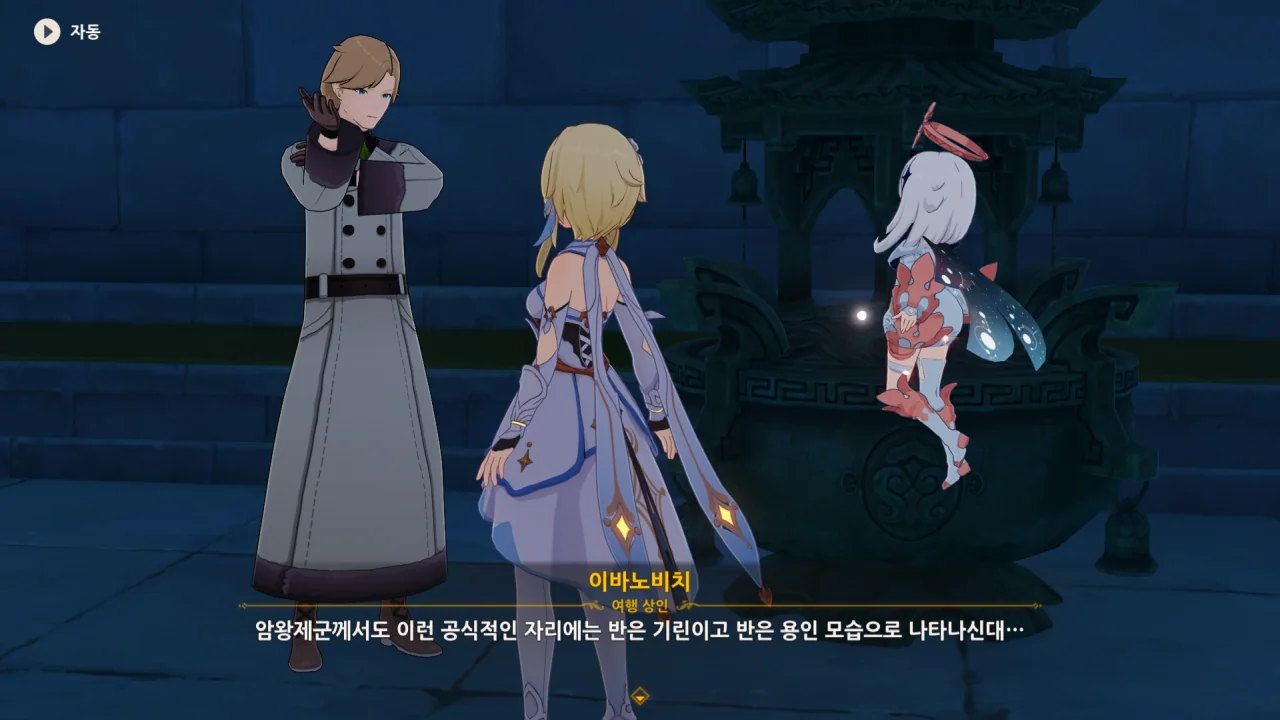 자동
이바노비치
여행 상인
암왕제군께서도 이런 공식적인 자리에는 반은 기린이고 반은 용인 모습으로 나타나신대…